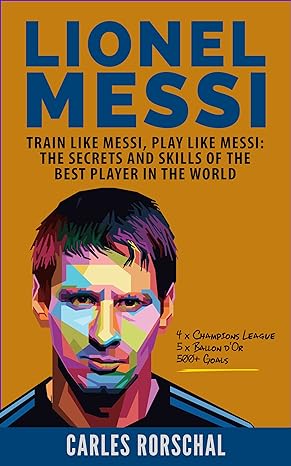 LIONEL
MESSI
TRAIN LIKE MESSI, PLAY LIKE MESSI:
THE SECRETS AND SKILLS OF THE
BEST PLAYER IN THE WORLD
4 x Champions League
5 x Ballon d'Or
500+ Goals
CARLES RORSCHAL